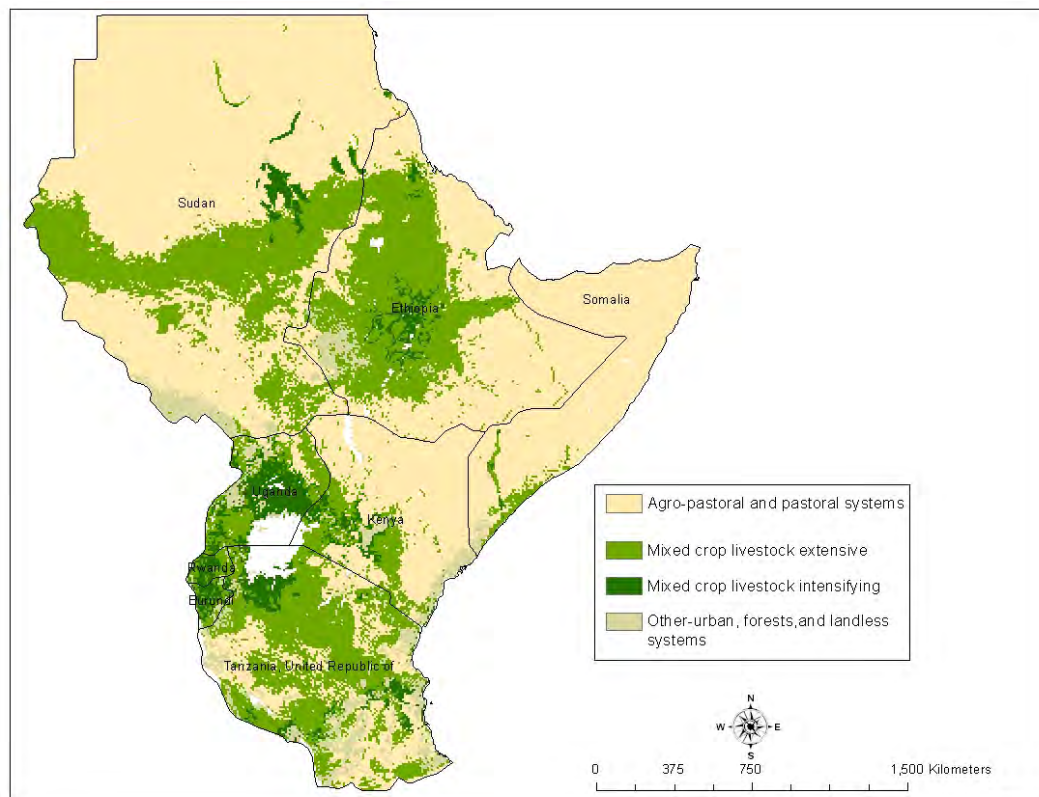 Sudan
Ethiopia
Somalia
Uganda
Kenya
Rwanda
Burundi
Tanzania, United Republic of
Agro-pastoral and pastoral systems
Mixed crop livestock extensive
Mixed crop livestock intensifying
Other-urban, forests,and landless
systems
N
W E
S
0 375 750 1,500 Kilometers